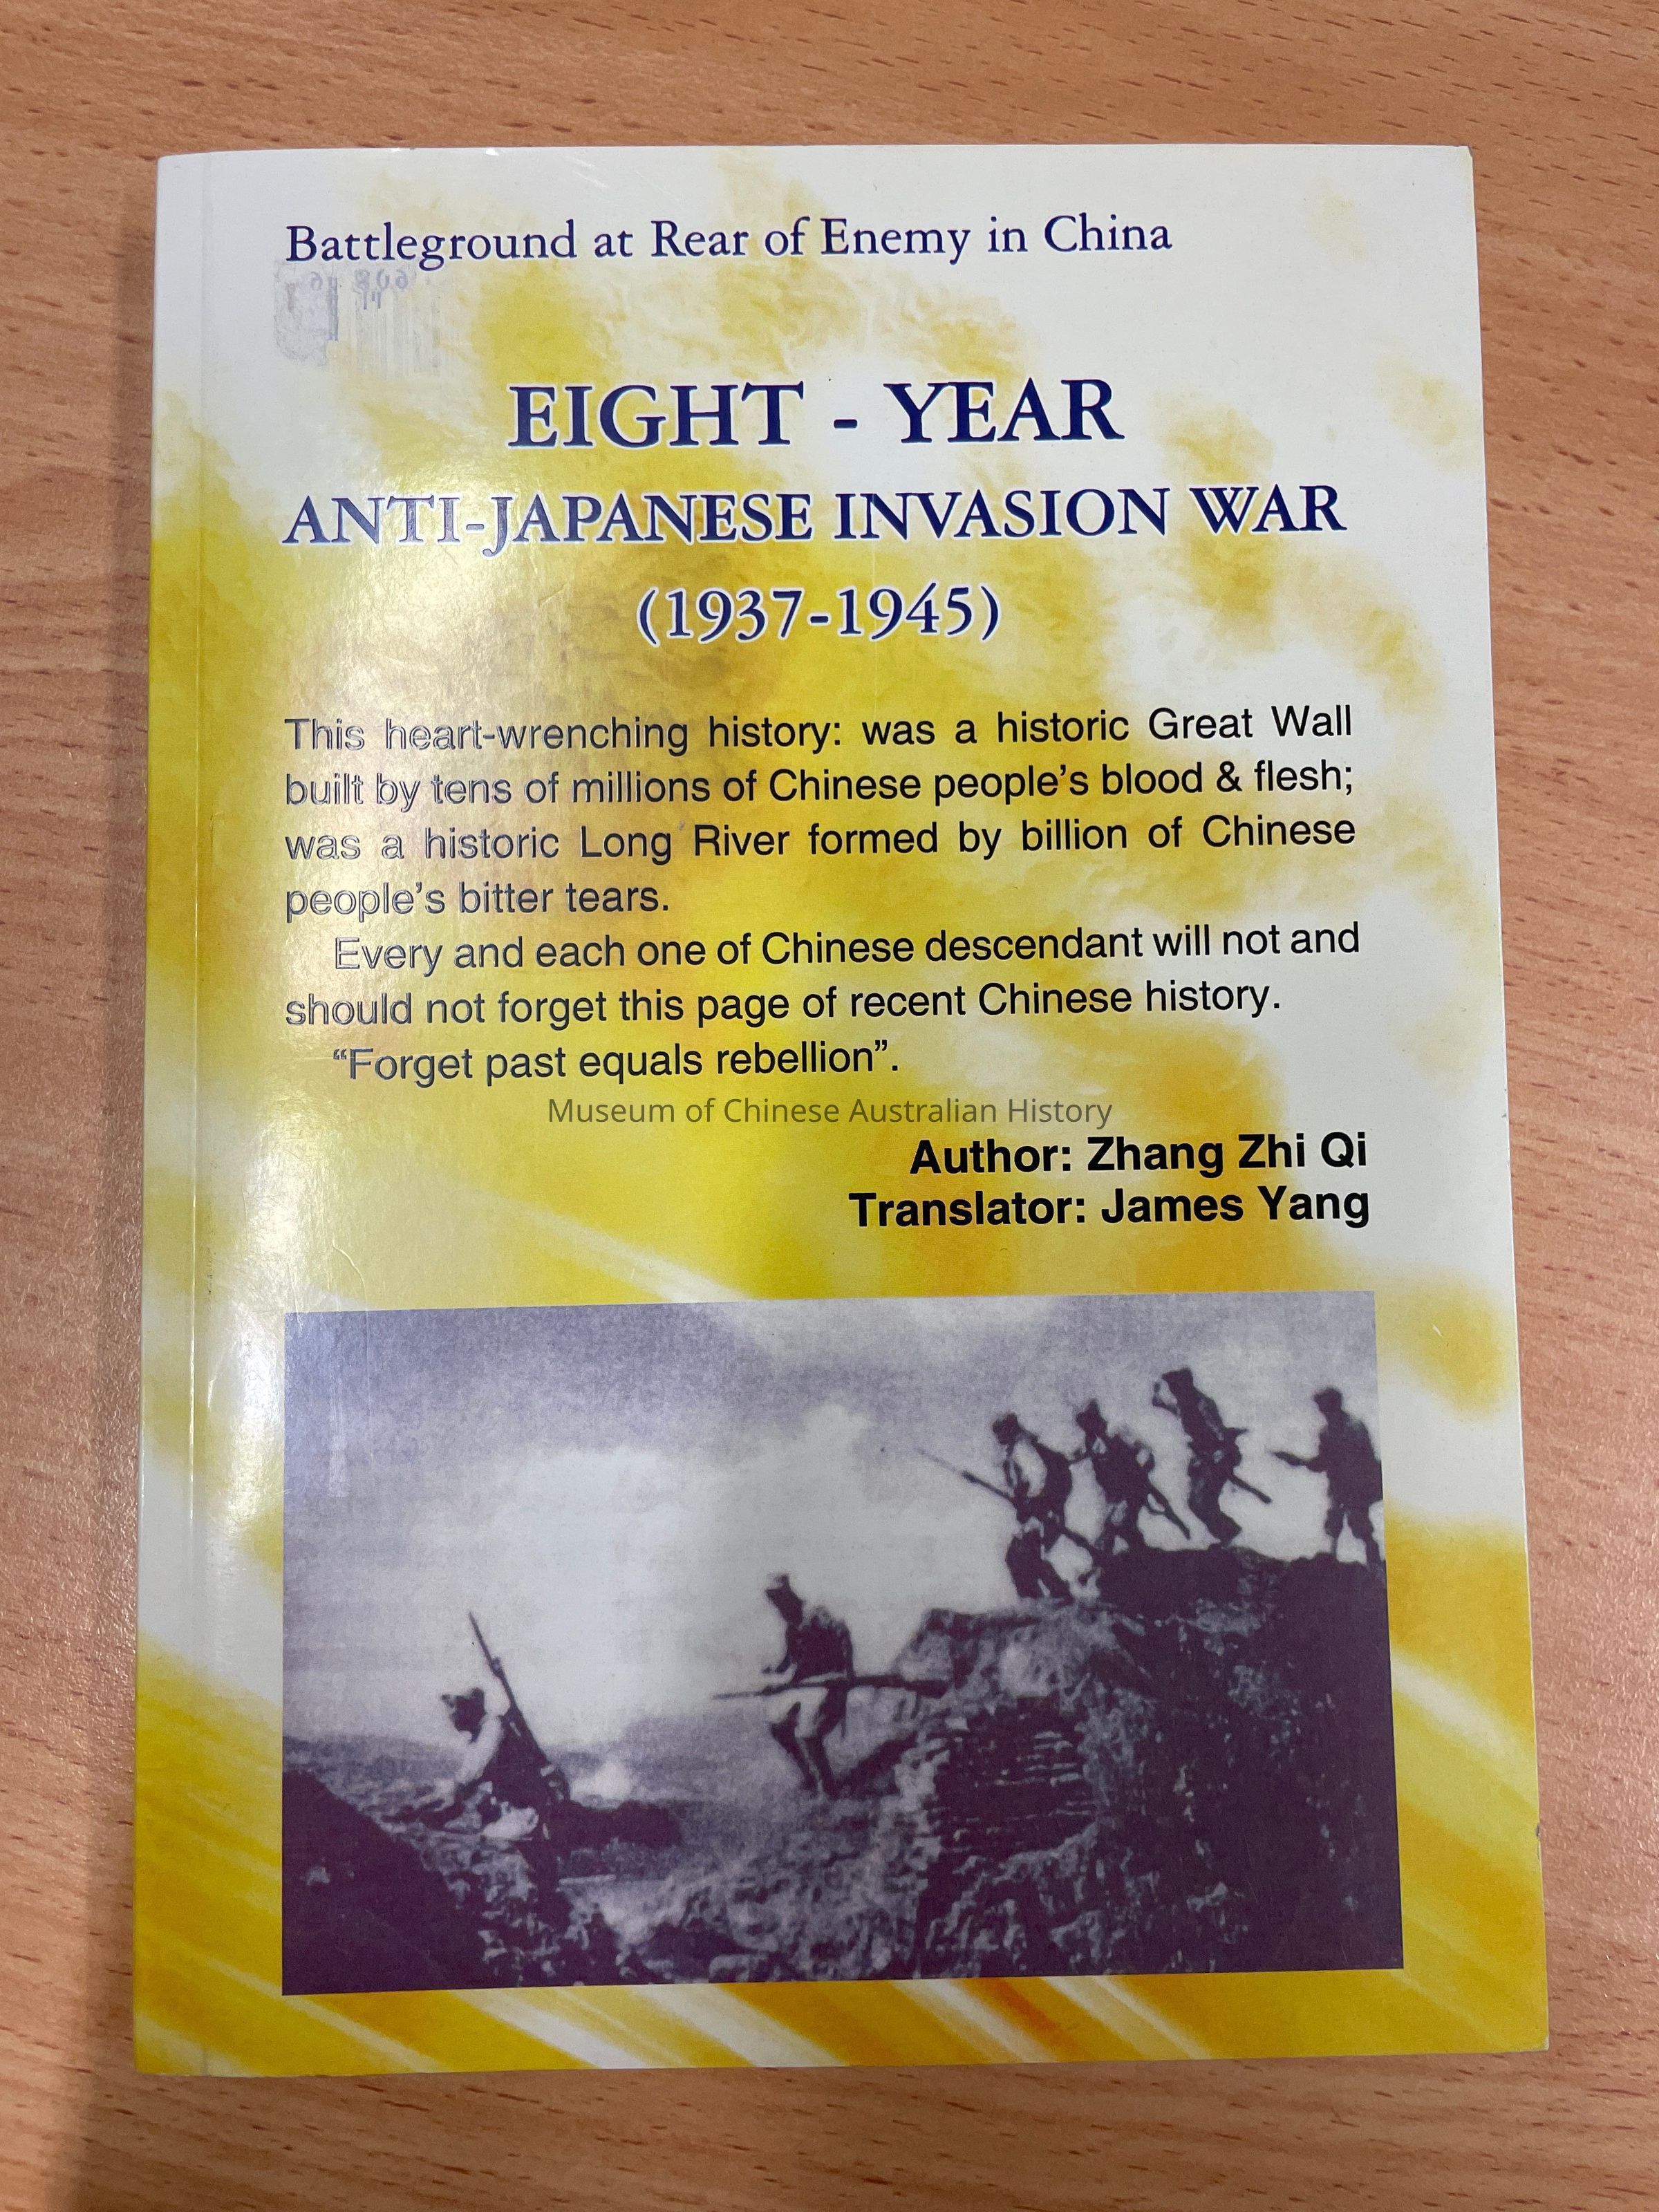 Battleground at Rear of Enemy in China
EIGHT - YEAR
ANTI-JAPANESE INVASION WAR
(1937-1945)
This heart-wrenching history: was a historic Great Wall
built by tens of millions of Chinese people's blood & flesh;
was a historic Long River formed by billion of Chinese
people's bitter tears.
Every and each one of Chinese descendant will not and
should not forget this page of recent Chinese history.
“Forget past equals rebellion”.
Museum of Chinese Australian History
Author: Zhang Zhi Qi
Translator: James Yang